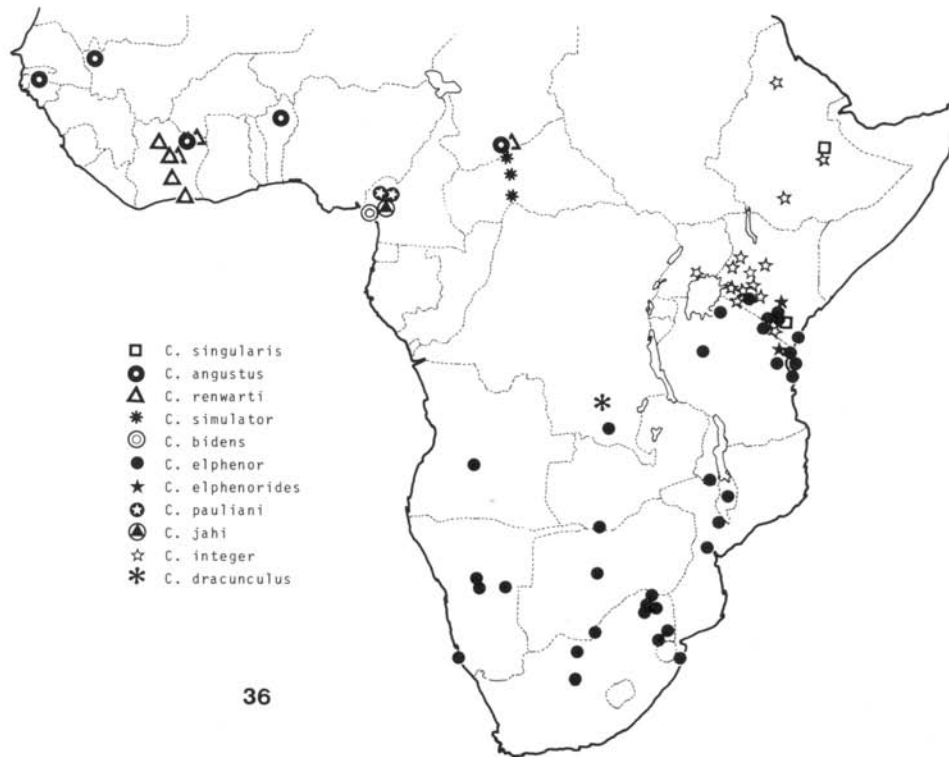 C. singularis
C. angustus
C. renwarti
C. simulator
C. bidens
C. elphenor
C. elphenorides
C. pauliani
C. jahi
C. integer
C. dracunculus
36